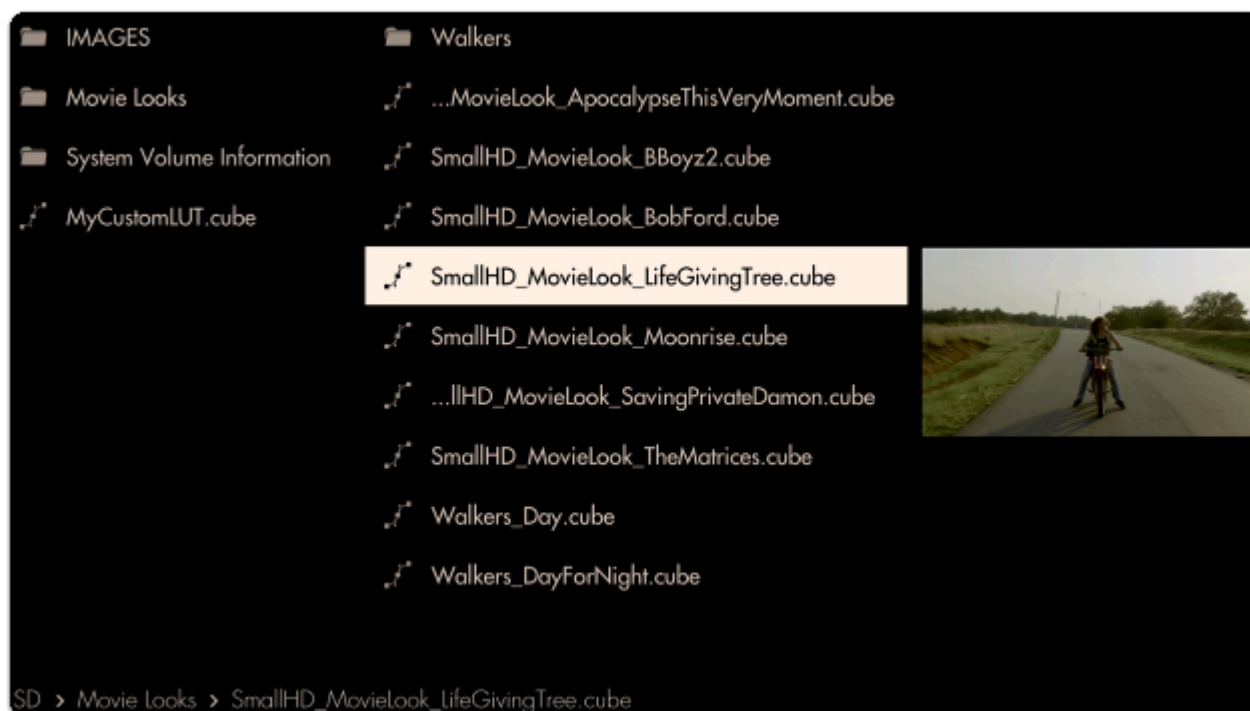 IMAGES
Movie Looks
System Volume Information
MyCustomLUT.cube
Walkers
...MovieLook_ApocalypseThisVeryMoment.cube
SmallHD_MovieLook_BBoyz2.cube
SmallHD_MovieLook_BobFord.cube
SmallHD_MovieLook_LifeGivingTree.cube
SmallHD_MovieLook_Moonrise.cube
...llHD_MovieLook_SavingPrivateDamon.cube
SmallHD_MovieLook_TheMatrices.cube
Walkers_Day.cube
Walkers_DayForNight.cube
SD > Movie Looks > SmallHD_MovieLook_LifeGivingTree.cube